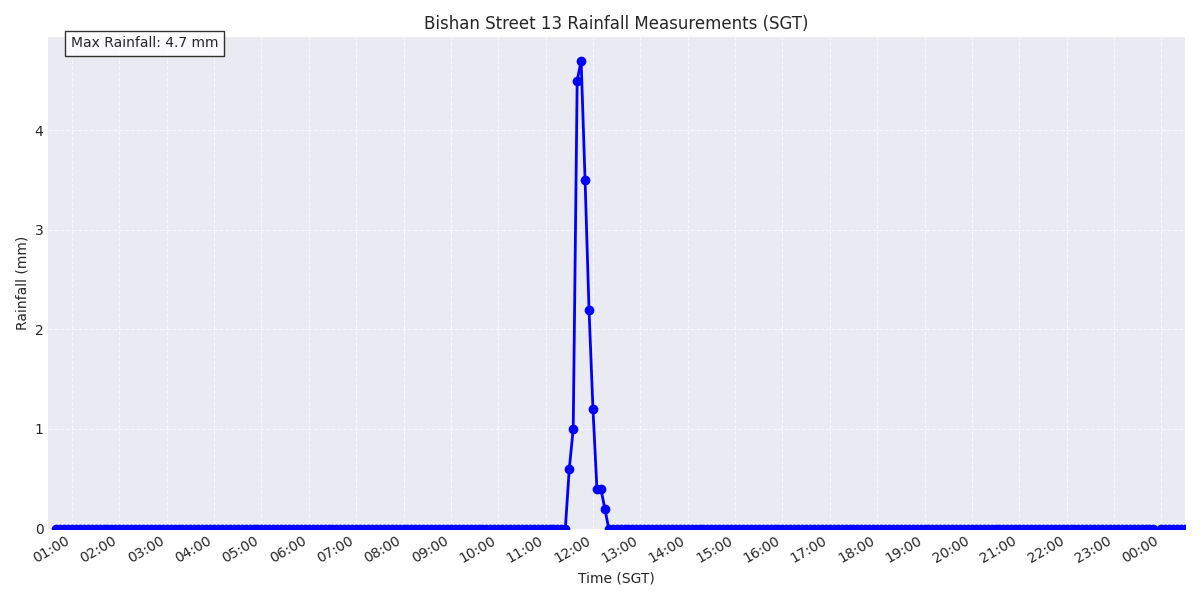 Bishan Street 13 Rainfall Measurements (SGT)
Max Rainfall: 4.7 mm
Rainfall (mm)
4
3
2
1
0
01:00 02:00 03:00 04:00 05:00 06:00 07:00 08:00 09:00 10:00 11:00 12:00 13:00 14:00 15:00 16:00 17:00 18:00 19:00 20:00 21:00 22:00 23:00 00:00
Time (SGT)